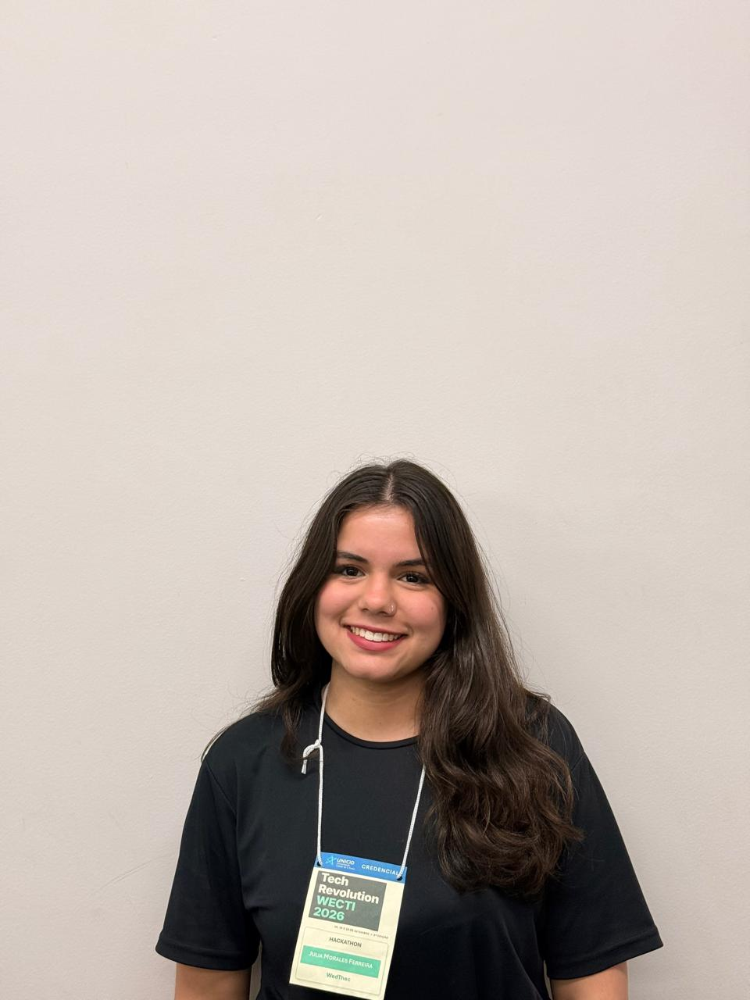 UNICID
CREDENCIAL
Tech
Revolution
WECTI
2026
HACKATHON
JULIA MORALES FERREIRA
WedThec